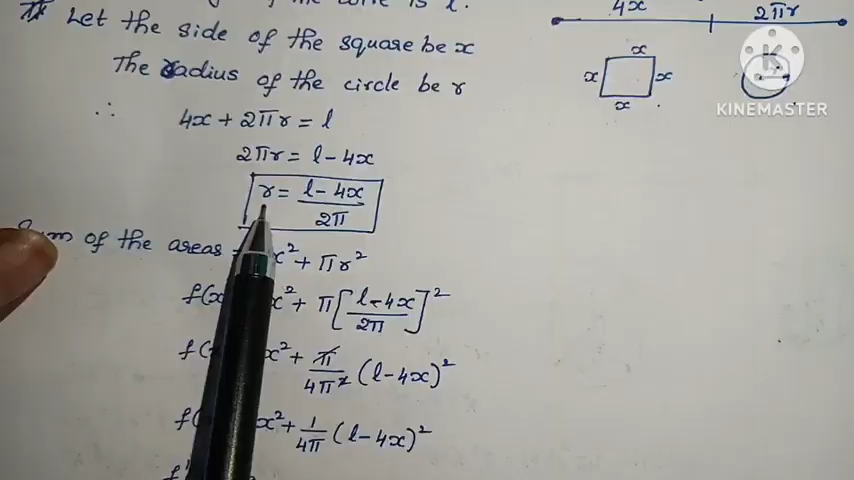 is l.
Let the side of the square be x
The radius of the circle be r
∴ 4x + 2πr = l
2πr = l - 4x
r = l - 4x / 2π
of the areas = x² + πr²
f(x x² + π [ l - 4x / 2π ]²
f( x² + π / 4π² (l - 4x)²
f( x² + 1 / 4π (l - 4x)²
4x 2πr
x
x x
x
KINEMASTER